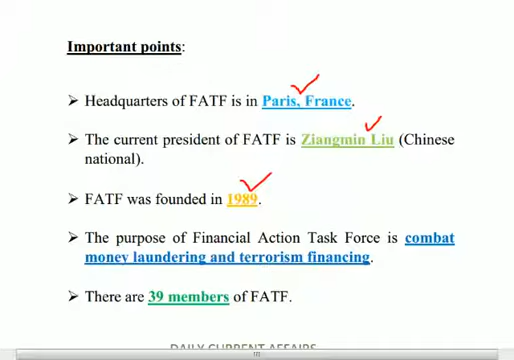 Important points:
➢ Headquarters of FATF is in Paris, France.
➢ The current president of FATF is Ziangmin Liu (Chinese
national).
➢ FATF was founded in 1989.
➢ The purpose of Financial Action Task Force is combat
money laundering and terrorism financing.
➢ There are 39 members of FATF.
DAILY CURRENT AFFAIRS